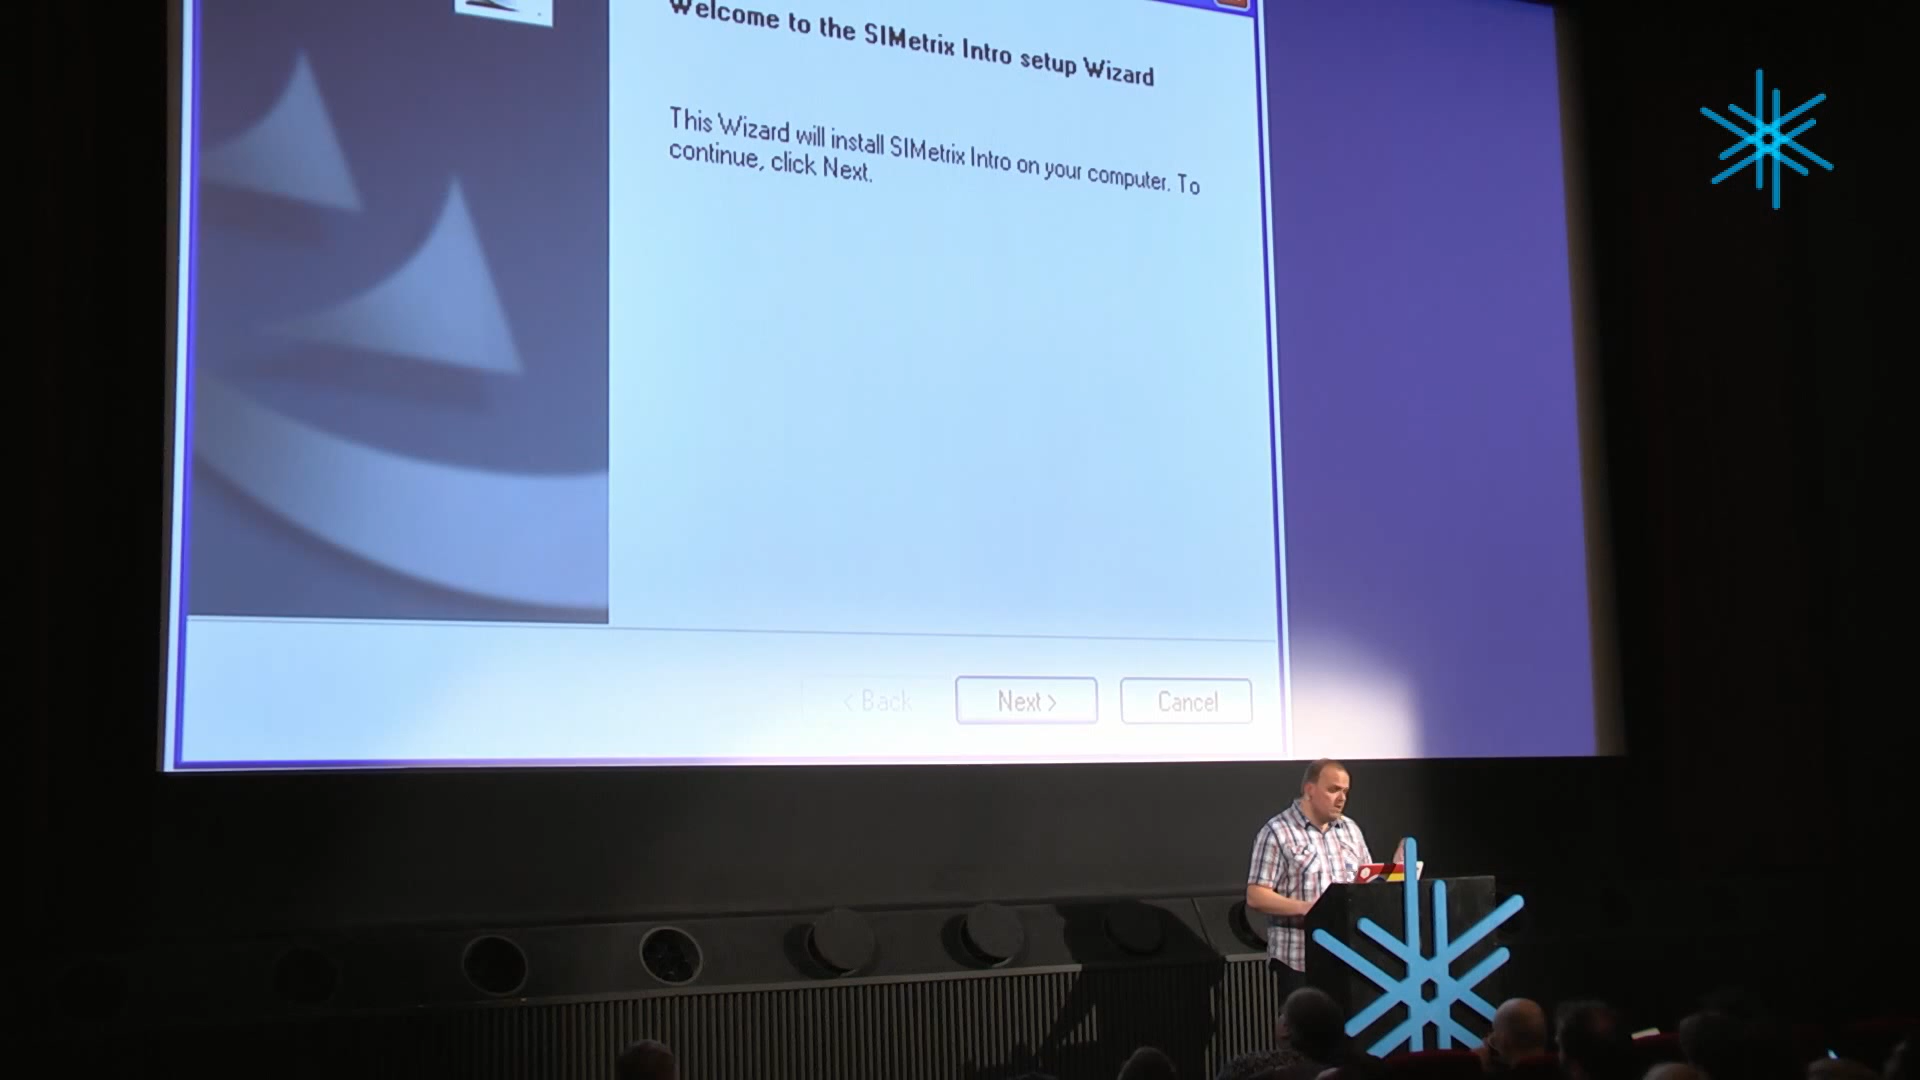 Welcome to the SIMetrix Intro setup Wizard
This Wizard will install SIMetrix Intro on your computer. To
continue, click Next.
< Back
Next >
Cancel